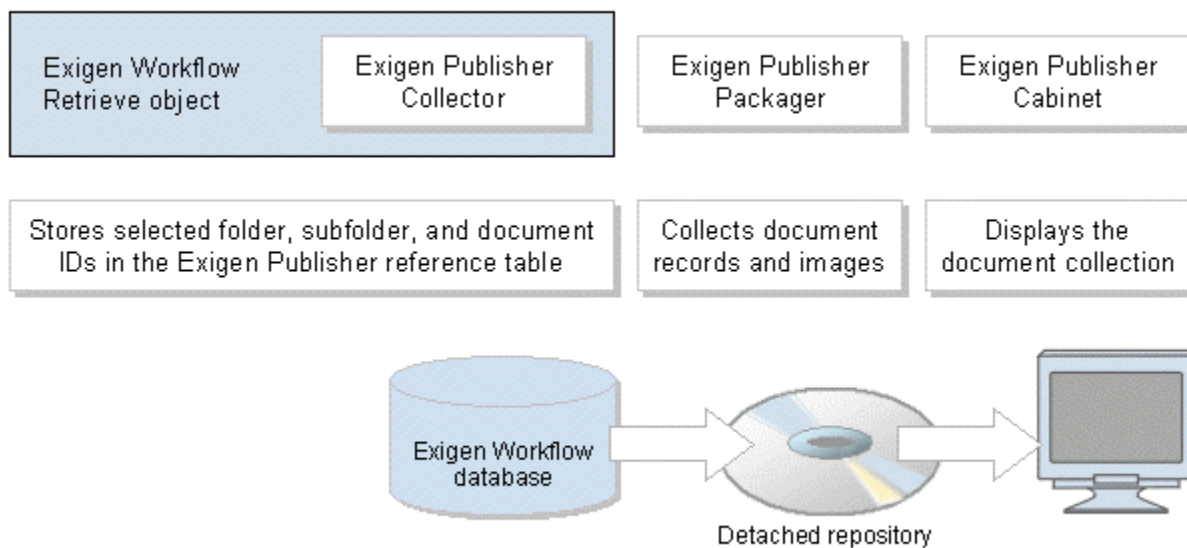 Exigen Workflow
Retrieve object
Exigen Publisher
Collector
Exigen Publisher
Packager
Exigen Publisher
Cabinet
Stores selected folder, subfolder, and document
IDs in the Exigen Publisher reference table
Collects document
records and images
Displays the
document collection
Exigen Workflow
database
Detached repository